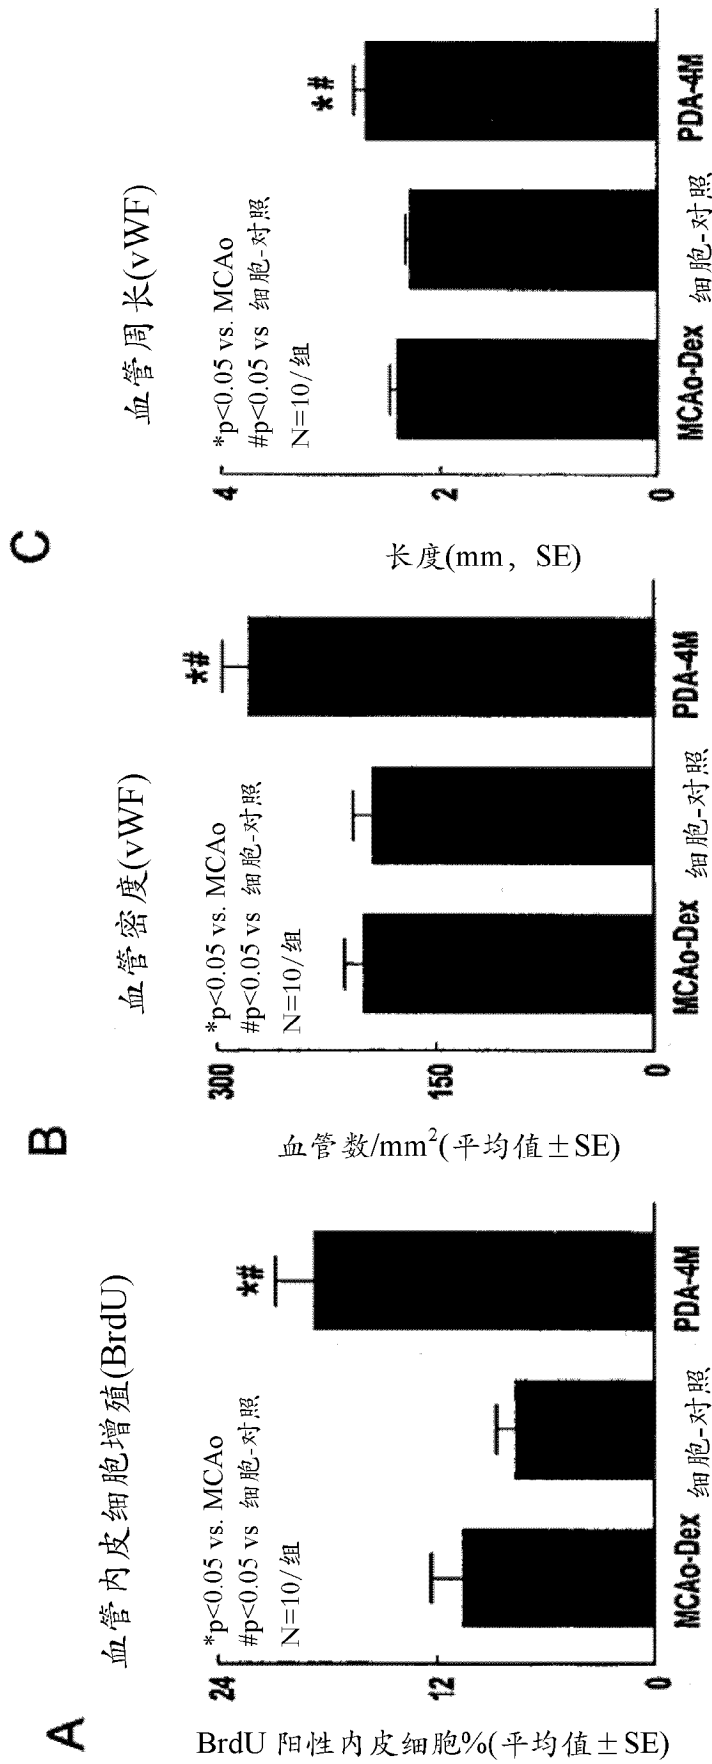 A
血管内皮细胞增殖(BrdU)
*p<0.05 vs. MCAo
#p<0.05 vs 细胞-对照
N=10/组
*#
24
12
0
BrdU 阳性内皮细胞%(平均值±SE)
MCAo-Dex
细胞-对照
PDA-4M
B
血管密度(vWF)
*p<0.05 vs. MCAo
#p<0.05 vs 细胞-对照
N=10/组
*#
300
150
0
血管数/mm²(平均值±SE)
MCAo-Dex
细胞-对照
PDA-4M
C
血管周长(vWF)
*p<0.05 vs. MCAo
#p<0.05 vs 细胞-对照
N=10/组
*#
4
2
0
长度(mm, SE)
MCAo-Dex
细胞-对照
PDA-4M